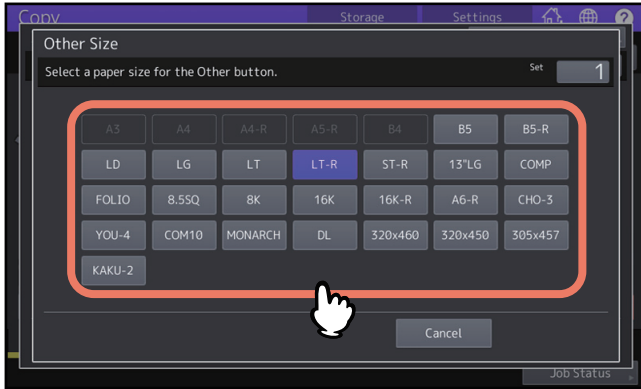 Copy
Storage
Settings
Other Size
Select a paper size for the Other button.
Set 1
A3 A4 A4-R A5-R B4 B5 B5-R
LD LG LT LT-R ST-R 13"LG COMP
FOLIO 8.5SQ 8K 16K 16K-R A6-R CHO-3
YOU-4 COM10 MONARCH DL 320x460 320x450 305x457
KAKU-2
Cancel
Job Status